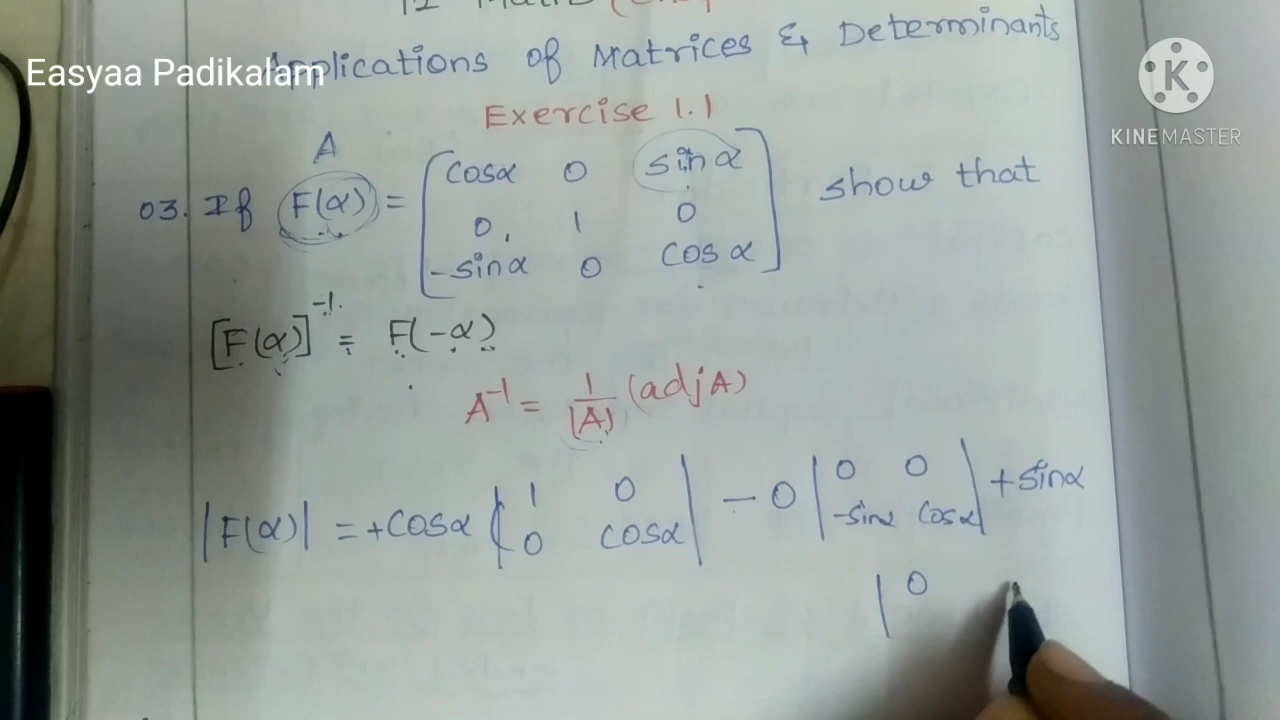 12 Maths
Applications of Matrices & Determinants
Easyaa Padikalam
KINEMASTER
Exercise 1.1
A
03. If F(α) = [cosα 0 sinα show that
0, 1 0
-sinα 0 cosα]
[F(α)]⁻¹ = F(-α)
A⁻¹ = 1/|A| (adj A)
|F(α)| = +cosα |1 0 - 0 |0 0 + sinα
0 cosα| -sinα cosα|
|0